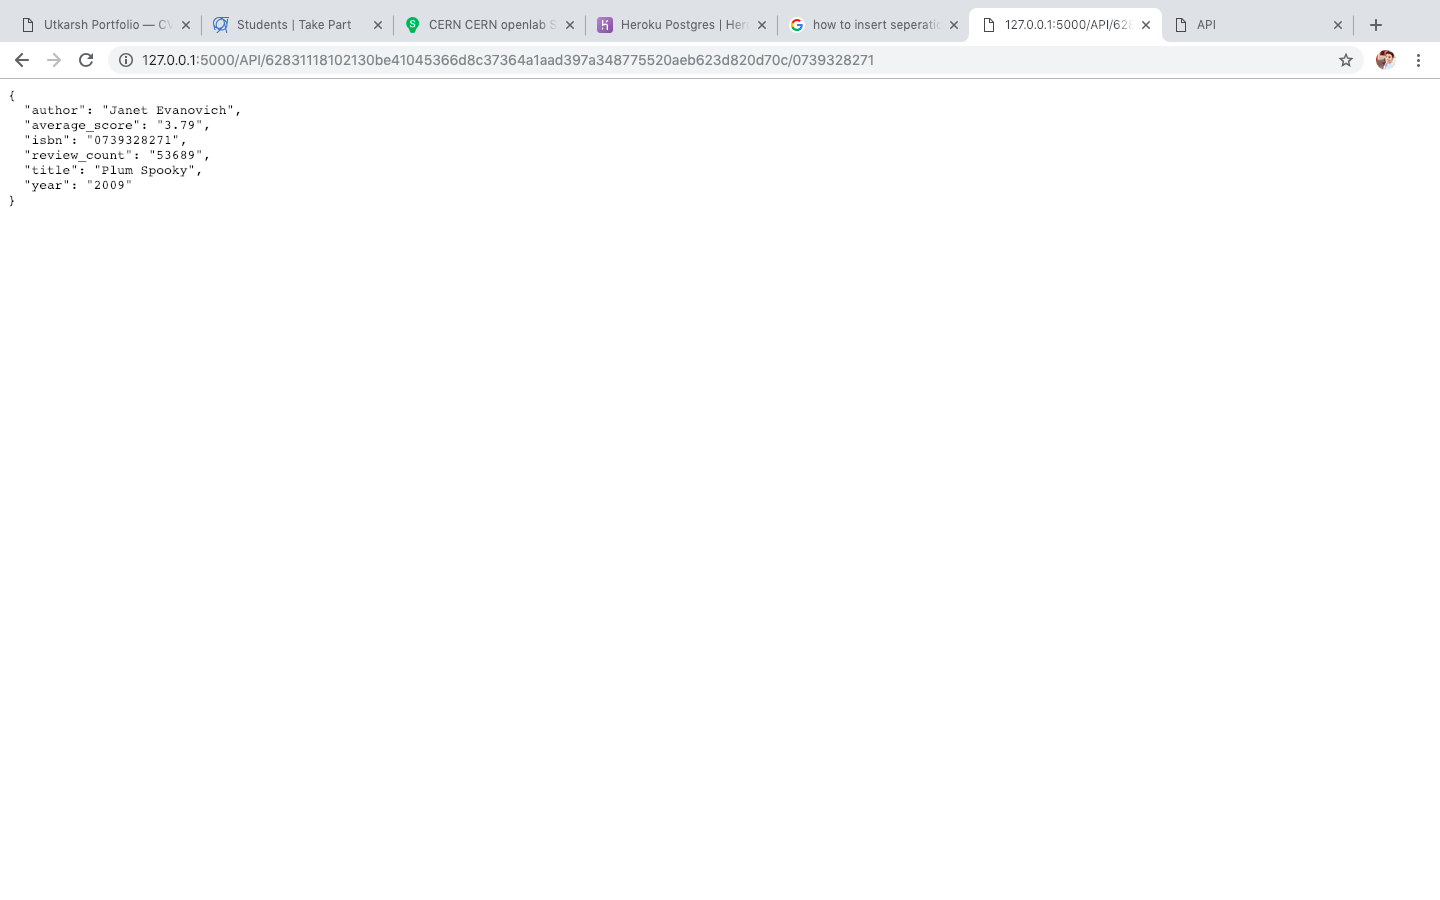 Utkarsh Portfolio — CV
Students | Take Part
CERN CERN openlab S
Heroku Postgres | Her
how to insert seperatio
127.0.0.1:5000/API/628
API
127.0.0.1:5000/API/62831118102130be41045366d8c37364a1aad397a348775520aeb623d820d70c/0739328271
{
"author": "Janet Evanovich",
"average_score": "3.79",
"isbn": "0739328271",
"review_count": "53689",
"title": "Plum Spooky",
"year": "2009"
}